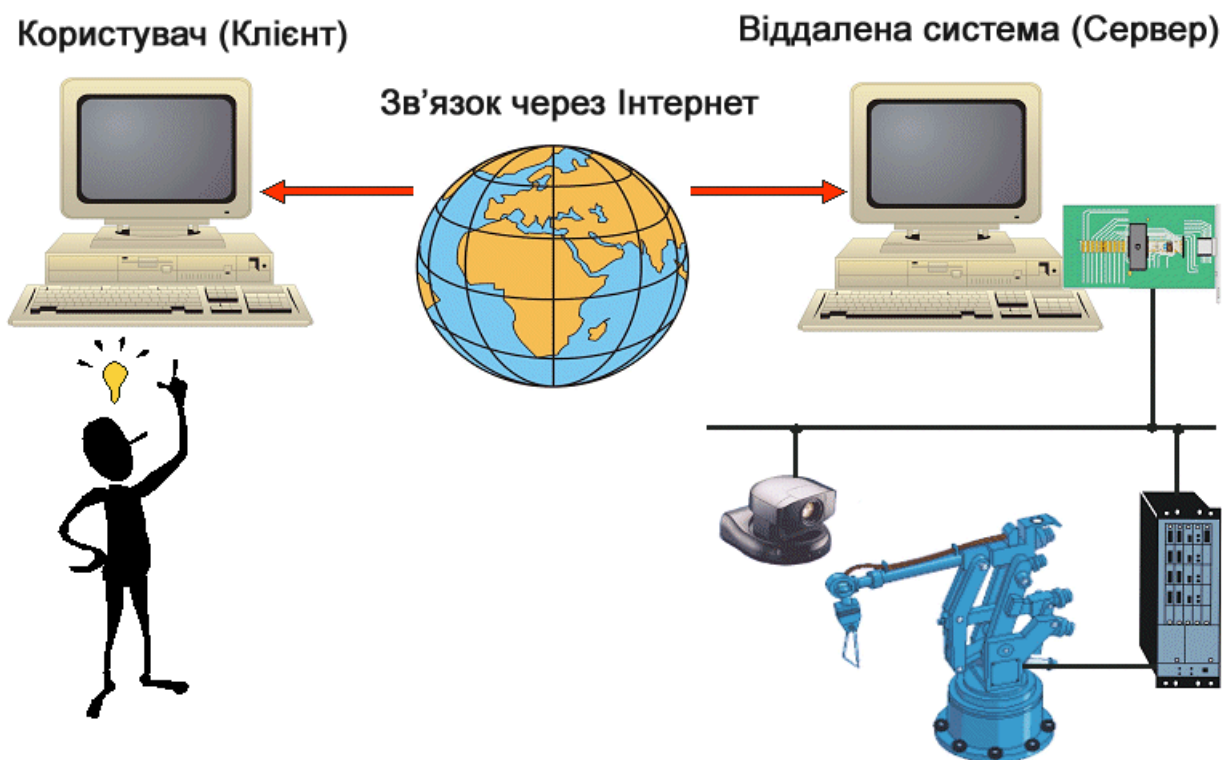 Користувач (Клієнт)
Віддалена система (Сервер)
Зв’язок через Інтернет